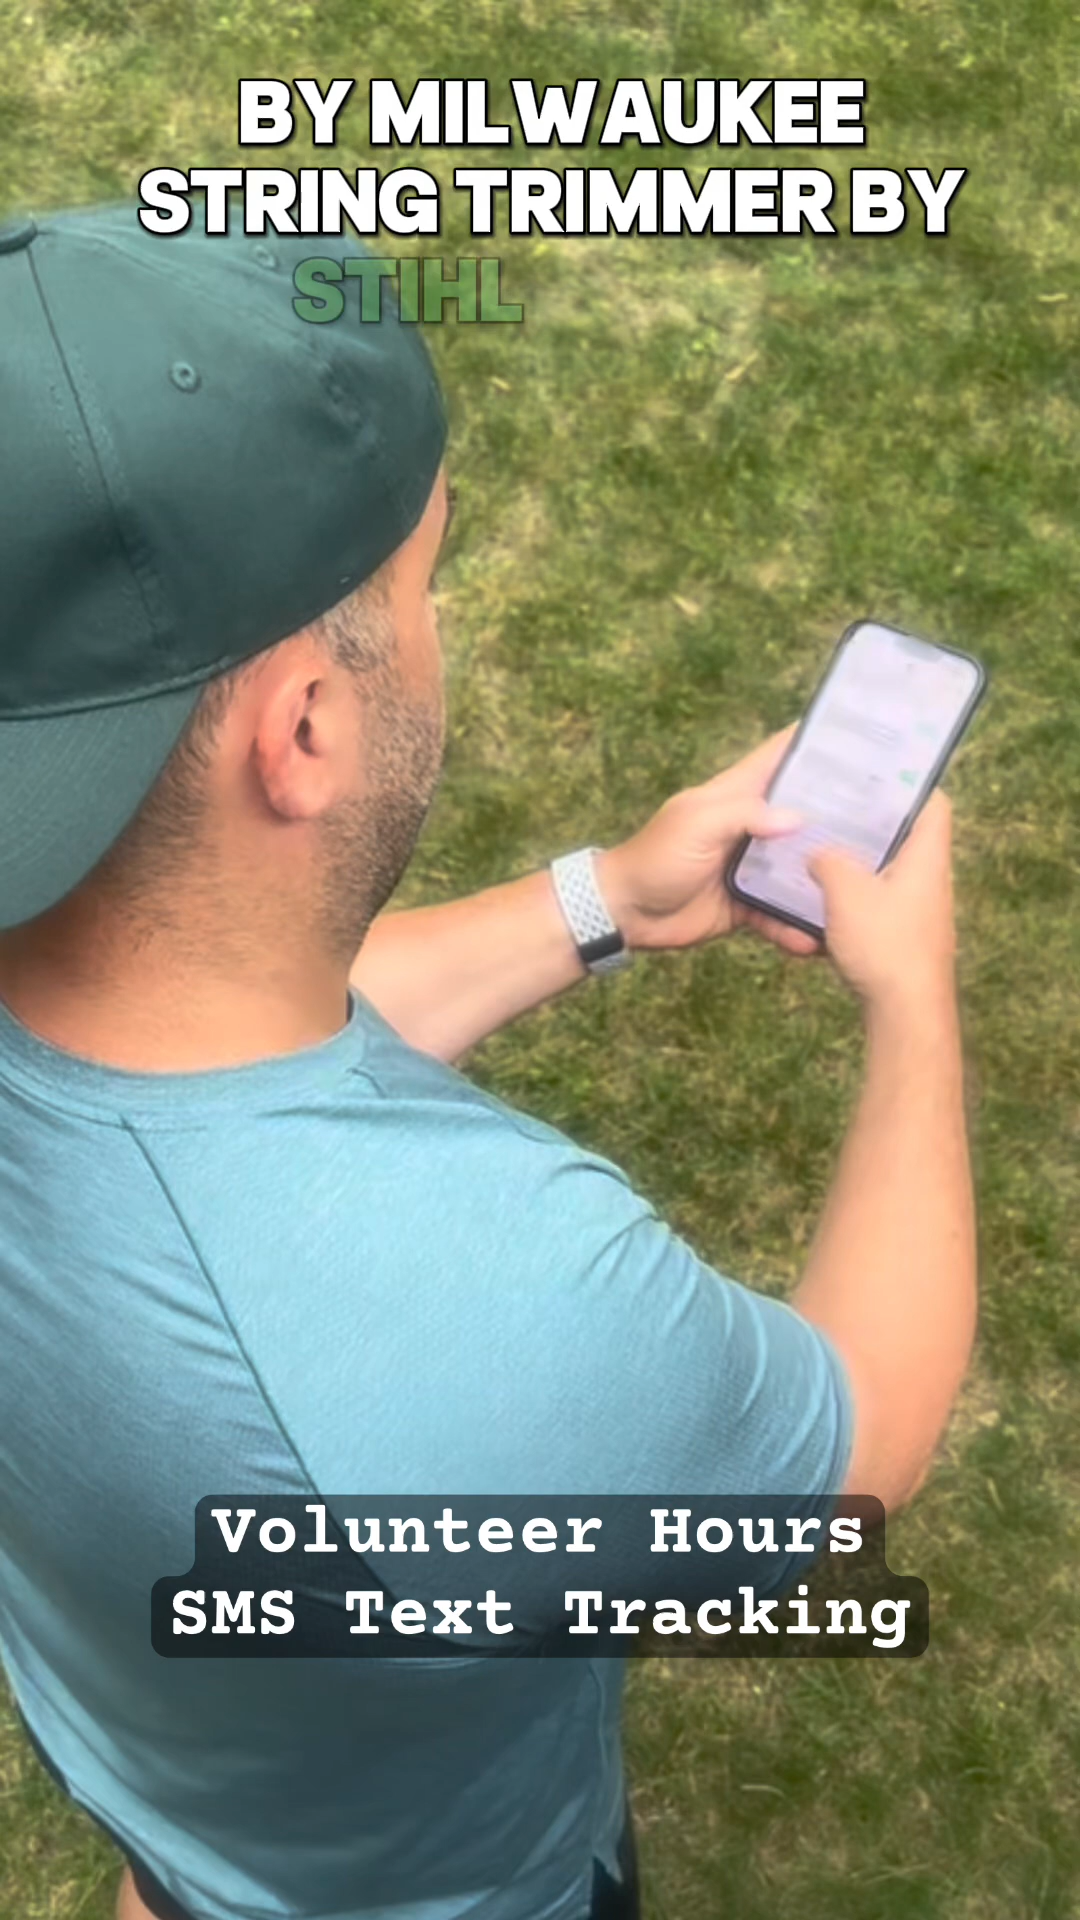 BY MILWAUKEE
STRING TRIMMER BY
STIHL
Volunteer Hours
SMS Text Tracking